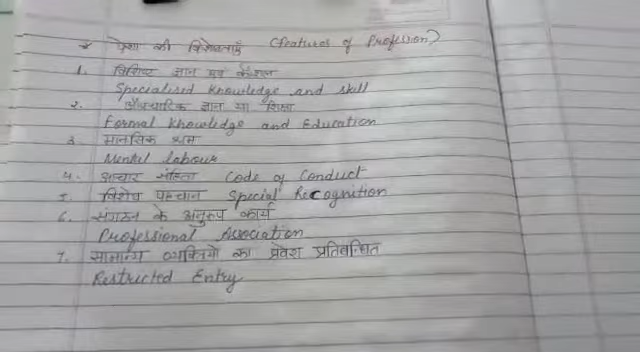 * पेशा की विशेषताएँ (features of Profession)
1. विशिष्ट ज्ञान एवं कौशल
Specialised Knowledge and skill
2. औपचारिक ज्ञान या शिक्षा
Formal Knowledge and Education
3. मानसिक श्रम
Mental labour
4. आचार संहिता Code of Conduct
5. विशेष पहचान Special Recognition
6. संगठन के अनुरूप कार्य
Professional Association
7. सामान्य व्यक्तियों का प्रवेश प्रतिबन्धित
Restricted Entry